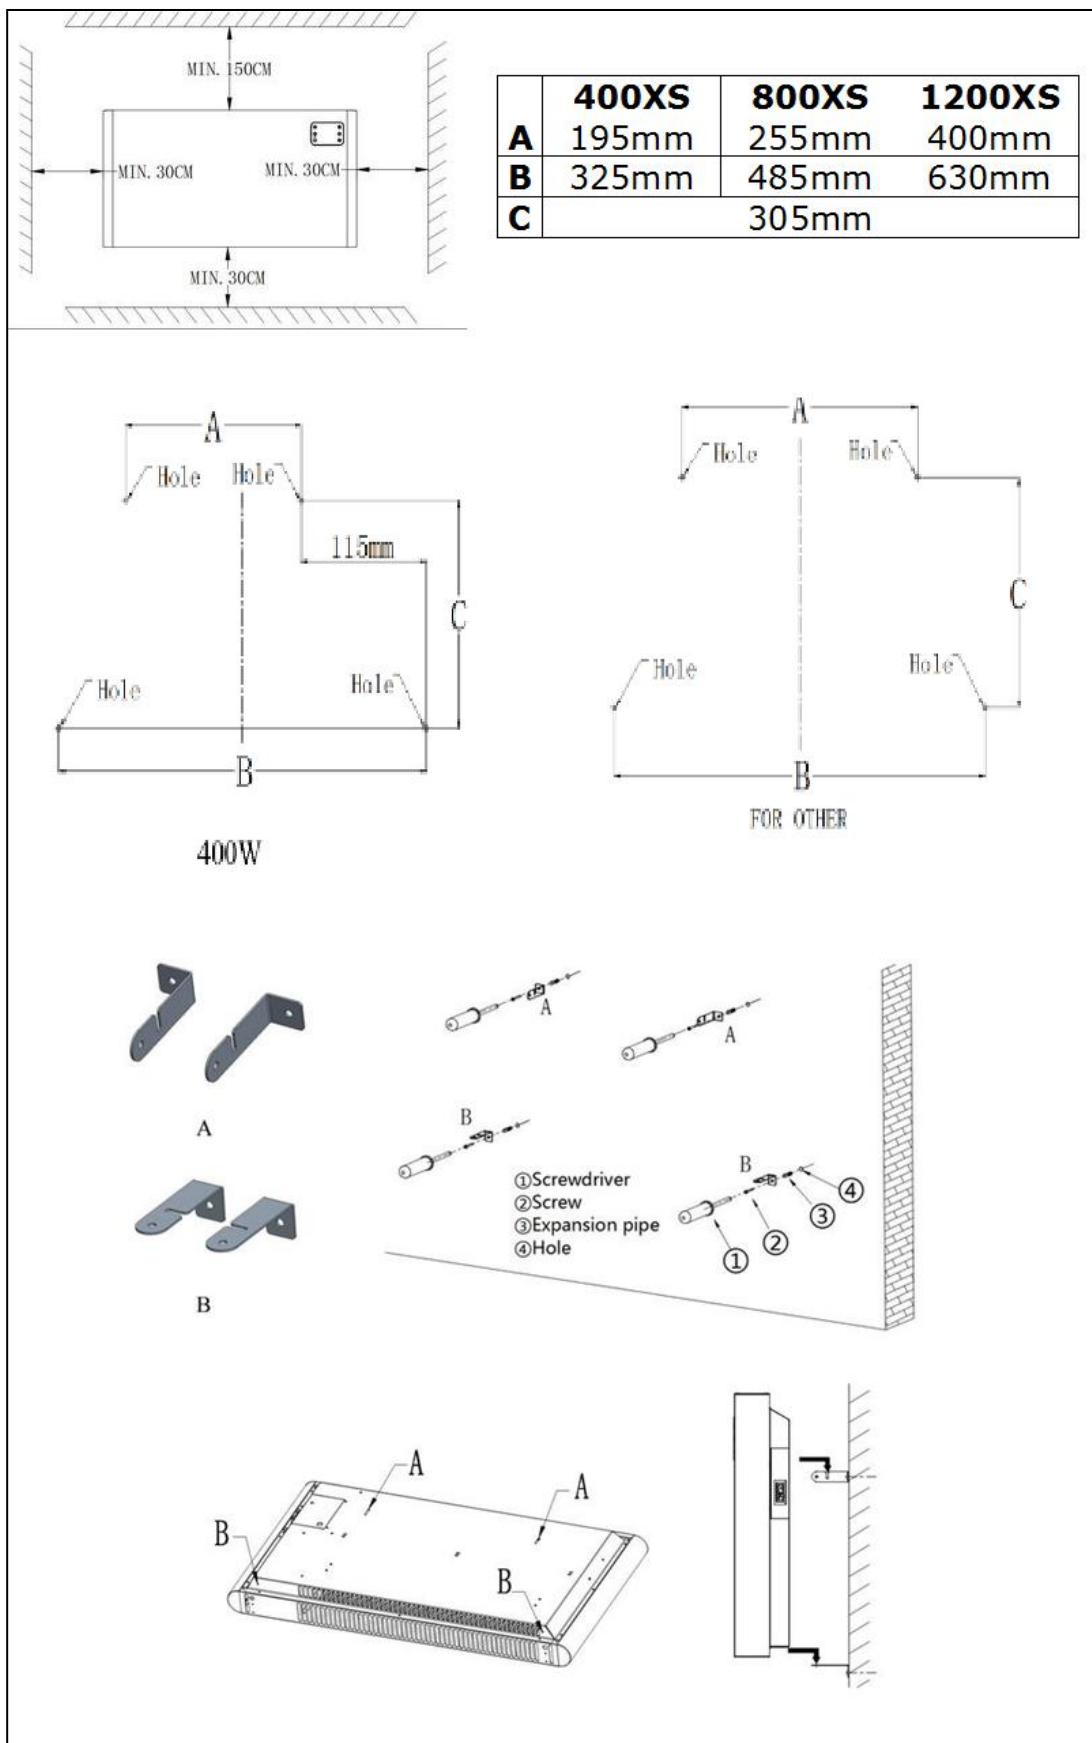 MIN. 150CM
MIN. 30CM
MIN. 30CM
MIN. 30CM
400XS 800XS 1200XS
A 195mm 255mm 400mm
B 325mm 485mm 630mm
C 305mm
A
Hole
Hole
115mm
C
Hole
Hole
B
400W
A
Hole
Hole
C
Hole
Hole
B
FOR OTHER
A
B
A
A
B
B
①Screwdriver
②Screw
③Expansion pipe
④Hole
①
②
③
④
A
A
B
B